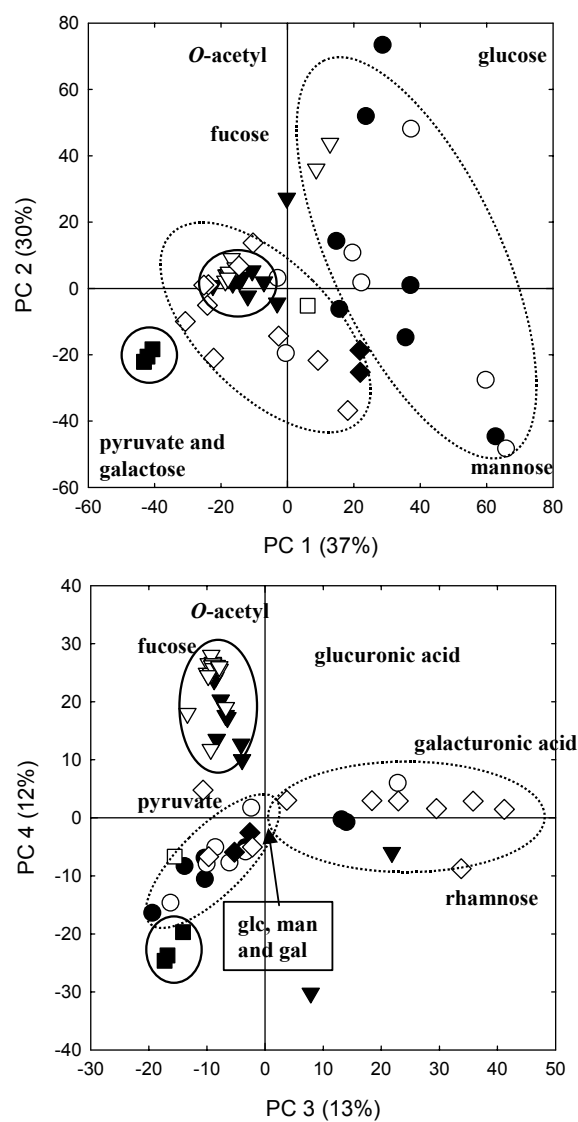 80
O-acetyl
glucose
60
fucose
40
PC 2 (30%)
20
0
-20
-40
pyruvate and
galactose
mannose
-60
-60 -40 -20 0 20 40 60 80
PC 1 (37%)
40
O-acetyl
30
fucose
glucuronic acid
20
galacturonic acid
10
pyruvate
PC 4 (12%)
0
-10
rhamnose
glc, man
and gal
-20
-30
-40
-30 -20 -10 0 10 20 30 40 50
PC 3 (13%)